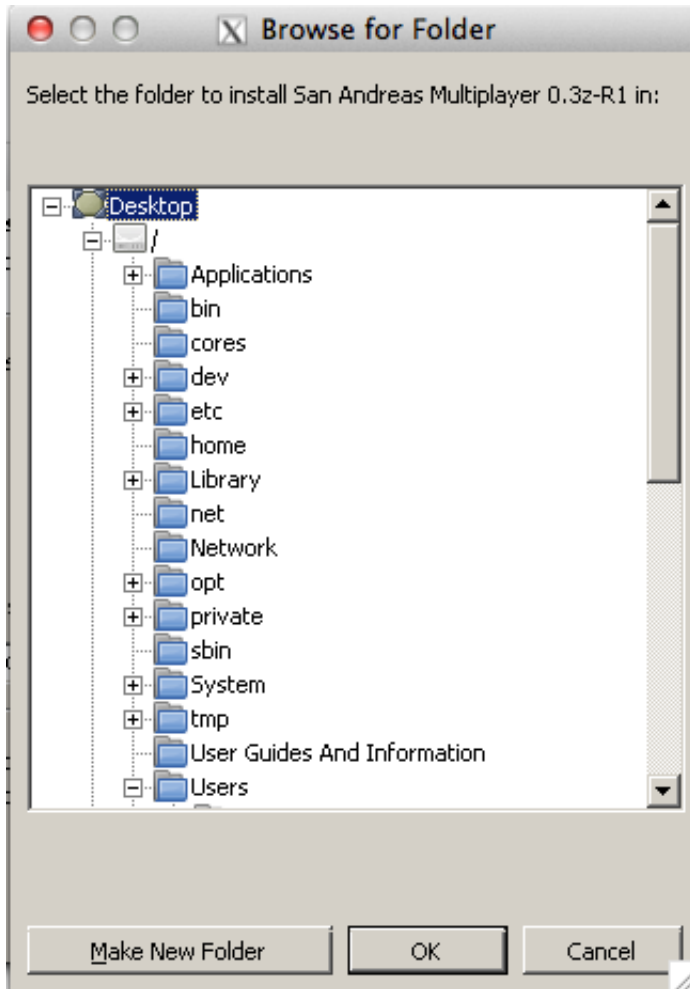 Browse for Folder
Select the folder to install San Andreas Multiplayer 0.3z-R1 in:
Desktop
/
Applications
bin
cores
dev
etc
home
Library
net
Network
opt
private
sbin
System
tmp
User Guides And Information
Users
Make New Folder OK Cancel